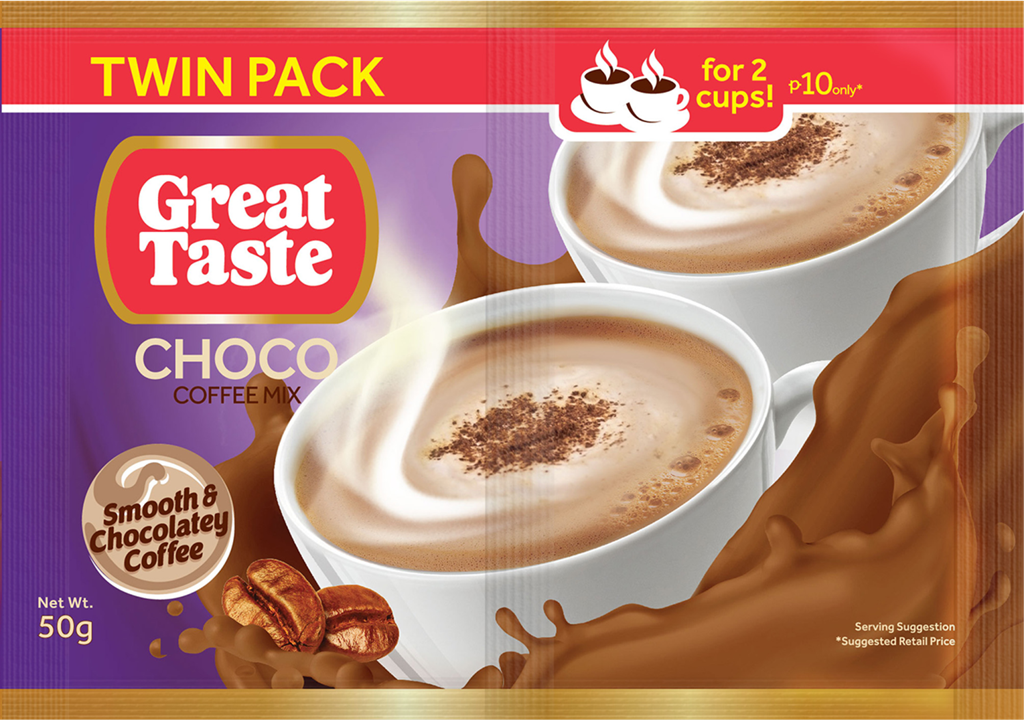 TWIN PACK
for 2
cups!
₱10only*
Great
Taste
CHOCO
COFFEE MIX
Smooth &
Chocolatey
Coffee
Net Wt.
50g
Serving Suggestion
*Suggested Retail Price